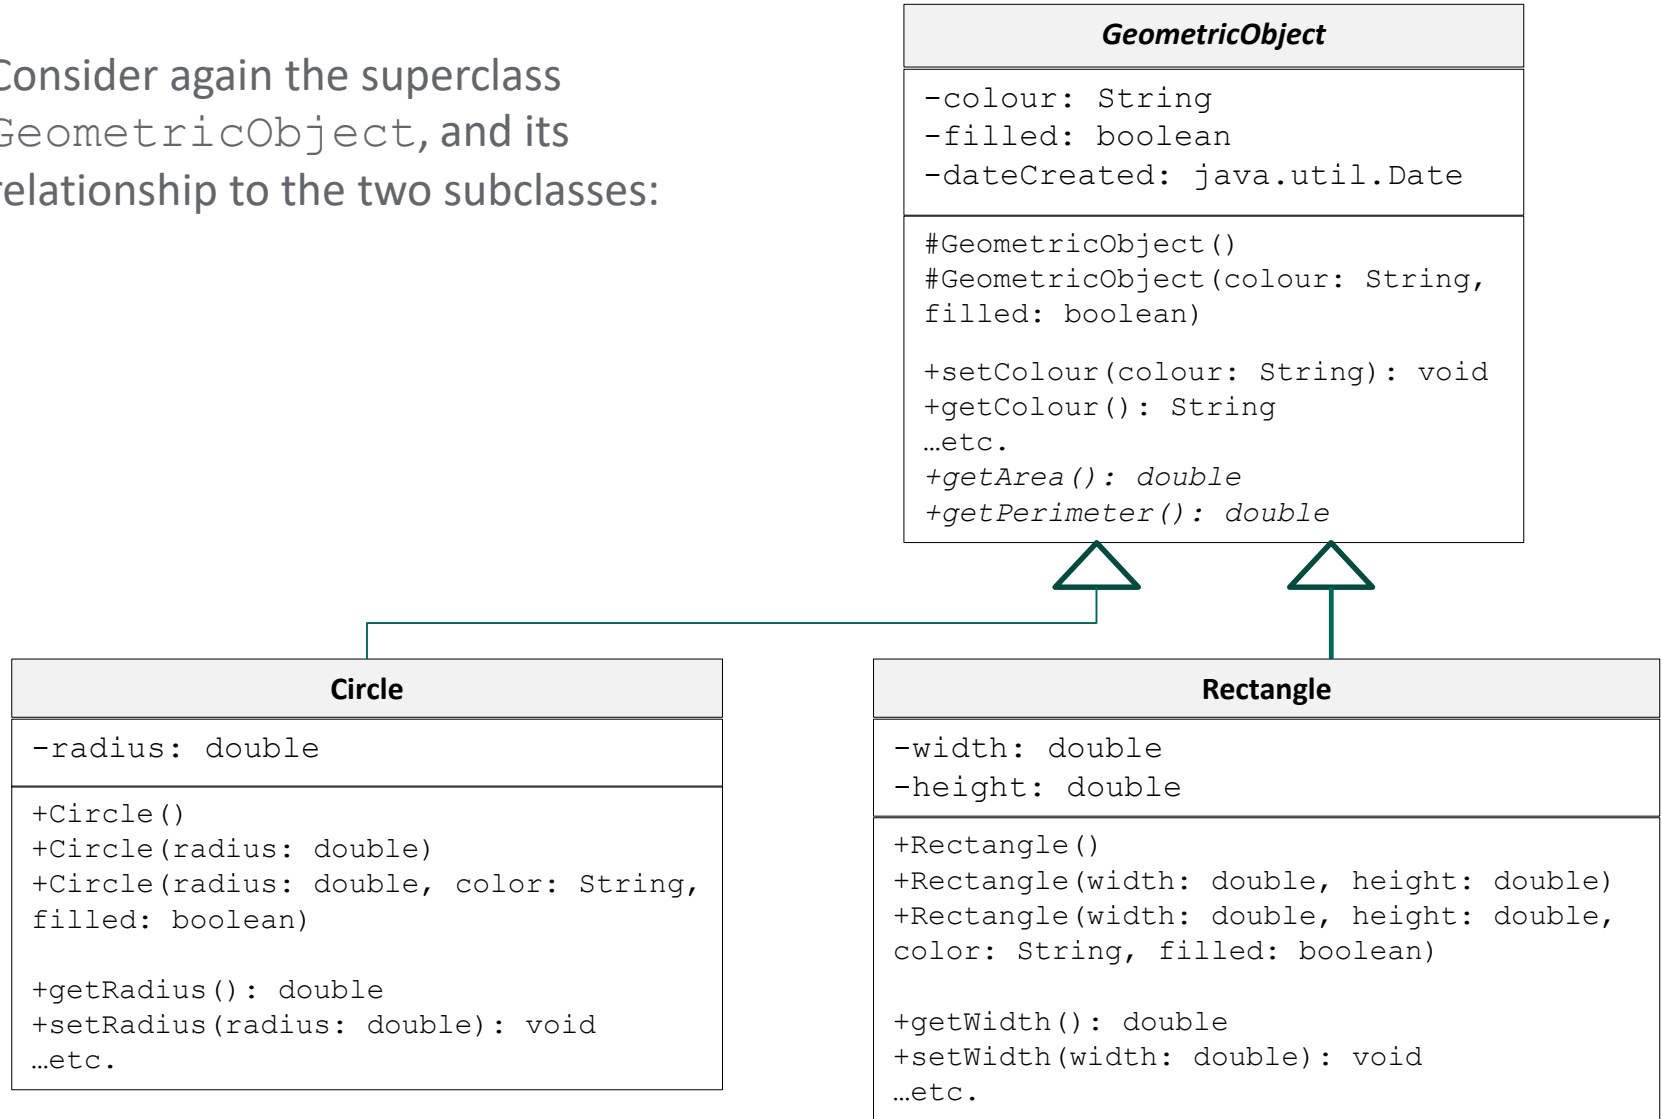 Consider again the superclass
GeometricObject, and its
relationship to the two subclasses:
GeometricObject
-colour: String
-filled: boolean
-dateCreated: java.util.Date
#GeometricObject()
#GeometricObject(colour: String,
filled: boolean)
+setColour(colour: String): void
+getColour(): String
…etc.
+getArea(): double
+getPerimeter(): double
Circle
-radius: double
+Circle()
+Circle(radius: double)
+Circle(radius: double, color: String,
filled: boolean)
+getRadius(): double
+setRadius(radius: double): void
…etc.
Rectangle
-width: double
-height: double
+Rectangle()
+Rectangle(width: double, height: double)
+Rectangle(width: double, height: double,
color: String, filled: boolean)
+getWidth(): double
+setWidth(width: double): void
…etc.